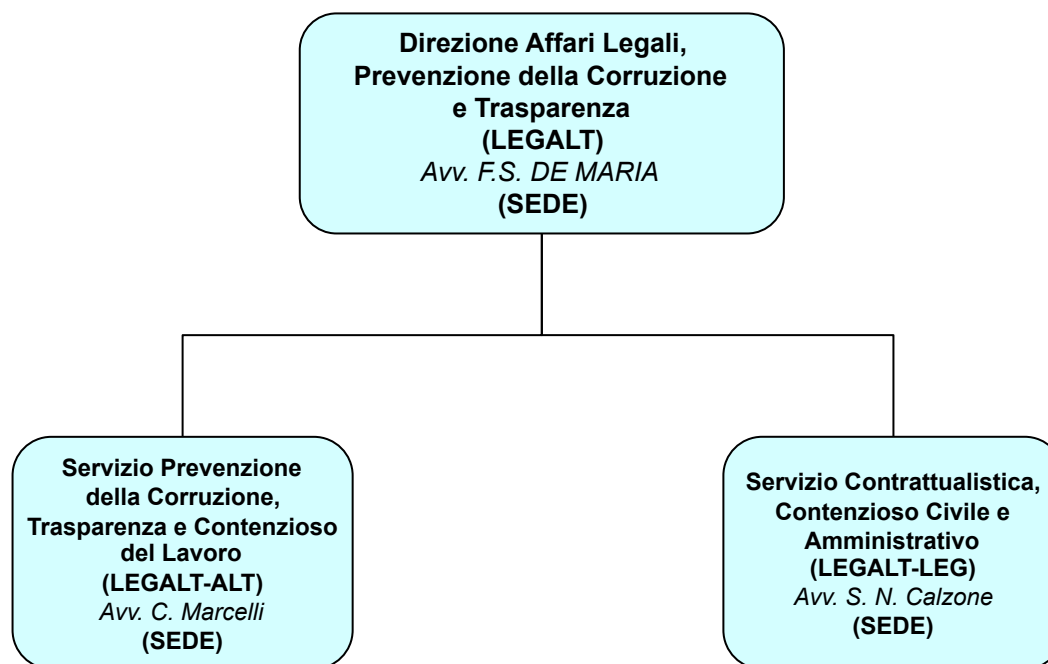 Direzione Affari Legali,
Prevenzione della Corruzione
e Trasparenza
(LEGALT)
Avv. F.S. DE MARIA
(SEDE)
Servizio Prevenzione
della Corruzione,
Trasparenza e Contenzioso
del Lavoro
(LEGALT-ALT)
Avv. C. Marcelli
(SEDE)
Servizio Contrattualistica,
Contenzioso Civile e
Amministrativo
(LEGALT-LEG)
Avv. S. N. Calzone
(SEDE)